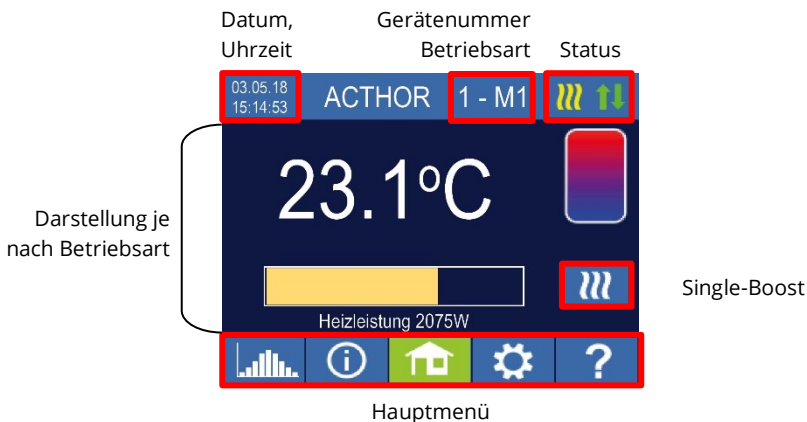 Datum,
Uhrzeit
Gerätenummer
Betriebsart
Status
03.05.18
15:14:53
ACTHOR
1 - M1
23.1°C
Darstellung je
nach Betriebsart
Single-Boost
Heizleistung 2075W
?
Hauptmenü